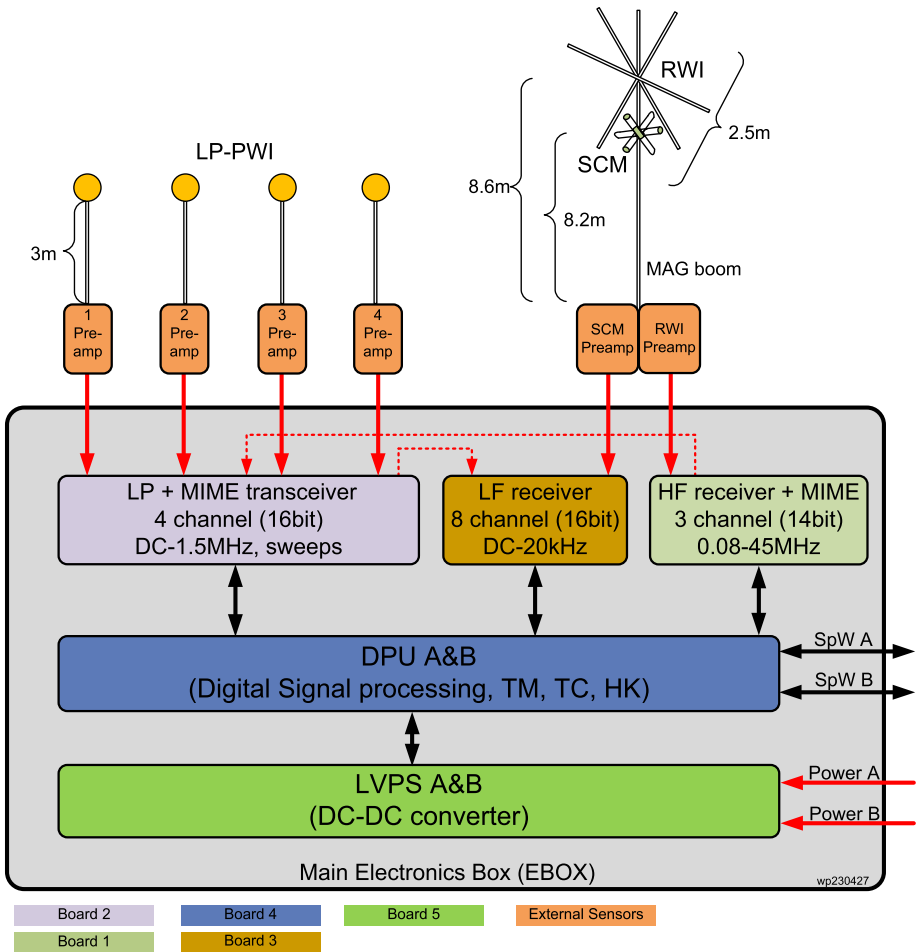 RWI
2.5m
LP-PWI
SCM
8.6m
8.2m
3m
MAG boom
1
Pre-
amp
2
Pre-
amp
3
Pre-
amp
4
Pre-
amp
SCM
Preamp
RWI
Preamp
LP + MIME transceiver
4 channel (16bit)
DC-1.5MHz, sweeps
LF receiver
8 channel (16bit)
DC-20kHz
HF receiver + MIME
3 channel (14bit)
0.08-45MHz
DPU A&B
(Digital Signal processing, TM, TC, HK)
SpW A
SpW B
LVPS A&B
(DC-DC converter)
Power A
Power B
Main Electronics Box (EBOX)
wp230427
Board 2
Board 4
Board 5
External Sensors
Board 1
Board 3